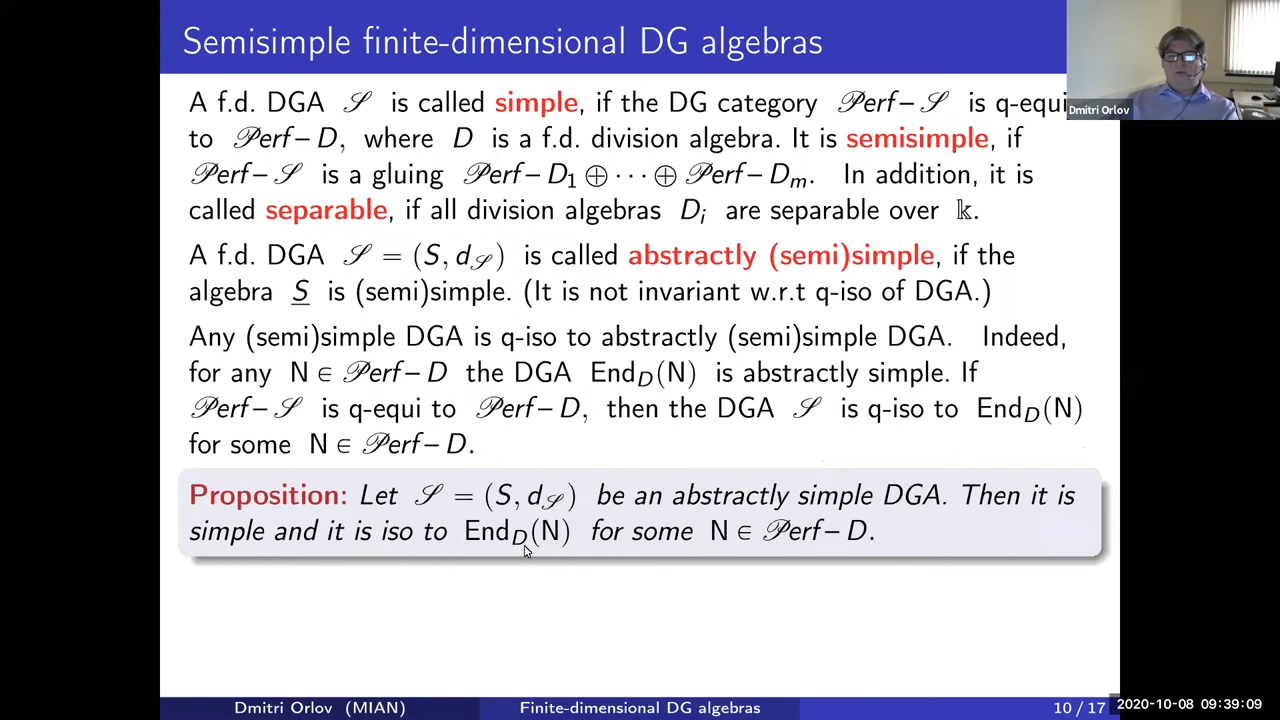 Semisimple finite-dimensional DG algebras
A f.d. DGA 𝒮 is called simple, if the DG category 𝒫erf–𝒮 is q-equi
to 𝒫erf–D, where D is a f.d. division algebra. It is semisimple, if
𝒫erf–𝒮 is a gluing 𝒫erf–D₁ ⊕ ⋯ ⊕ 𝒫erf–Dₘ. In addition, it is
called separable, if all division algebras Dᵢ are separable over 𝕜.
A f.d. DGA 𝒮 = (S, d_𝒮) is called abstractly (semi)simple, if the
algebra S is (semi)simple. (It is not invariant w.r.t q-iso of DGA.)
Any (semi)simple DGA is q-iso to abstractly (semi)simple DGA. Indeed,
for any N ∈ 𝒫erf–D the DGA End_D(N) is abstractly simple. If
𝒫erf–𝒮 is q-equi to 𝒫erf–D, then the DGA 𝒮 is q-iso to End_D(N)
for some N ∈ 𝒫erf–D.
Proposition: Let 𝒮 = (S, d_𝒮) be an abstractly simple DGA. Then it is
simple and it is iso to End_D(N) for some N ∈ 𝒫erf–D.
Dmitri Orlov
Dmitri Orlov (MIAN) Finite-dimensional DG algebras 10 / 17
2020-10-08 09:39:09